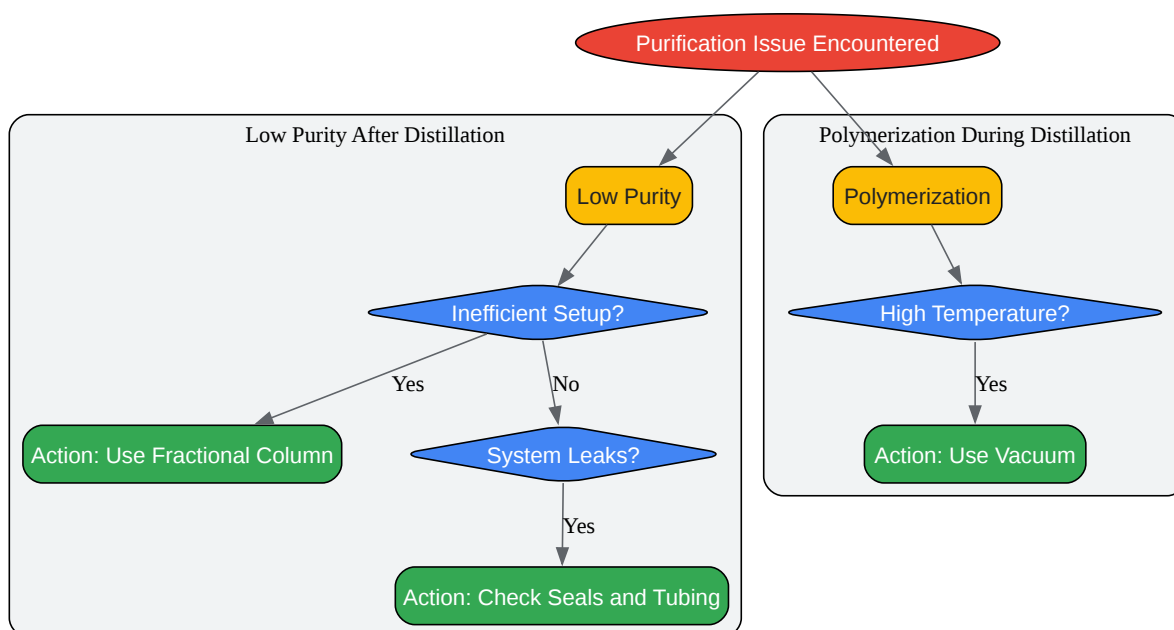 Purification Issue Encountered
Low Purity After Distillation
Polymerization During Distillation
Low Purity
Polymerization
Inefficient Setup?
High Temperature?
Yes
No
Yes
Action: Use Fractional Column
System Leaks?
Action: Use Vacuum
Yes
Action: Check Seals and Tubing